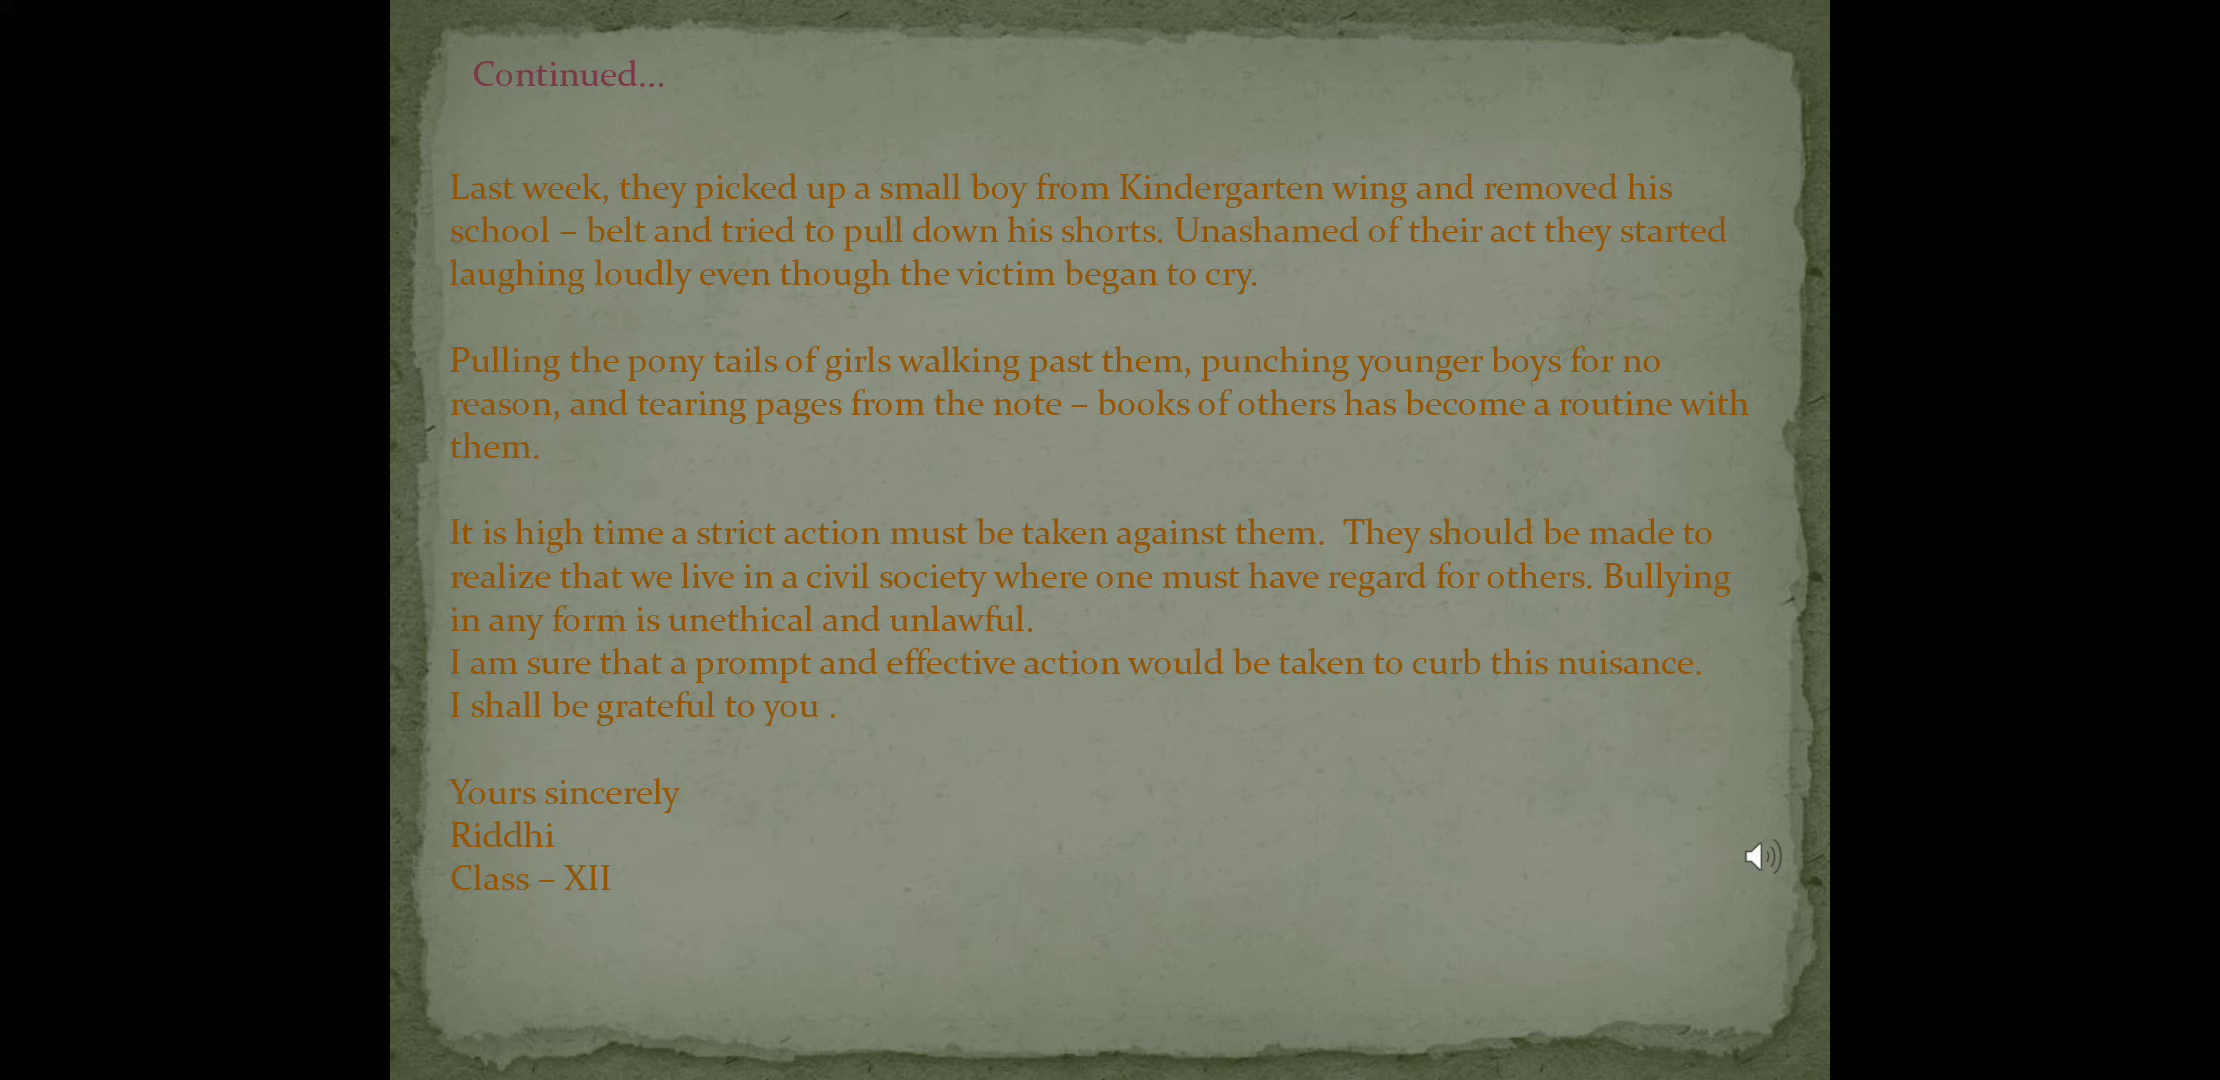 Continued...
Last week, they picked up a small boy from Kindergarten wing and removed his
school – belt and tried to pull down his shorts. Unashamed of their act they started
laughing loudly even though the victim began to cry.
Pulling the pony tails of girls walking past them, punching younger boys for no
reason, and tearing pages from the note – books of others has become a routine with
them.
It is high time a strict action must be taken against them.  They should be made to
realize that we live in a civil society where one must have regard for others. Bullying
in any form is unethical and unlawful.
I am sure that a prompt and effective action would be taken to curb this nuisance.
I shall be grateful to you .
Yours sincerely
Riddhi
Class – XII